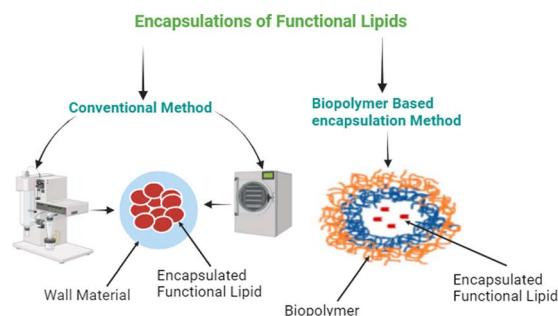 Encapsulations of Functional Lipids
Conventional Method
Biopolymer Based
encapsulation Method
Wall Material
Encapsulated
Functional Lipid
Biopolymer
Encapsulated
Functional Lipid